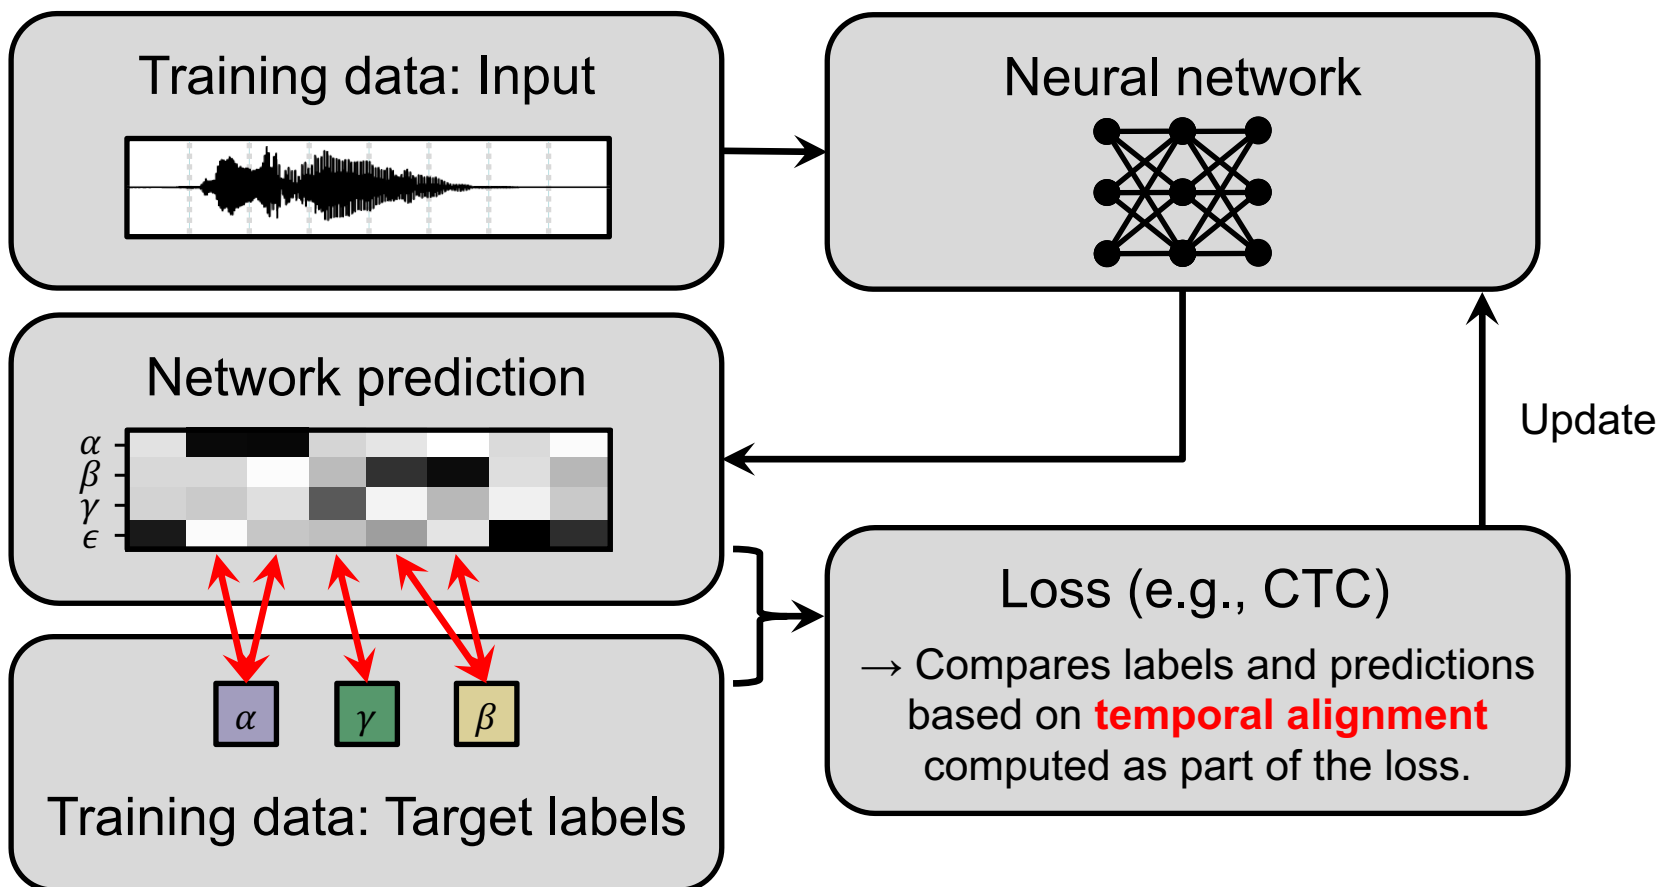 Training data: Input
Neural network
Network prediction
α
β
γ
ϵ
Update
Loss (e.g., CTC)
→ Compares labels and predictions
based on temporal alignment
computed as part of the loss.
α
γ
β
Training data: Target labels